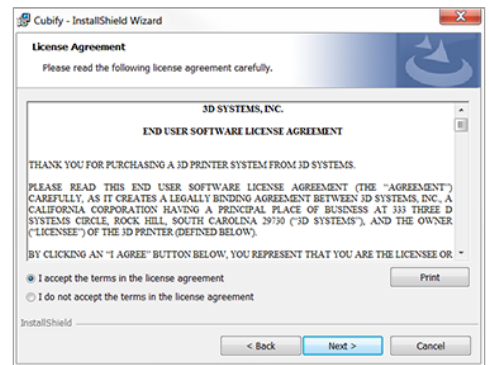 Cubify - InstallShield Wizard
License Agreement
Please read the following license agreement carefully.
3D SYSTEMS, INC.
END USER SOFTWARE LICENSE AGREEMENT
THANK YOU FOR PURCHASING A 3D PRINTER SYSTEM FROM 3D SYSTEMS.
PLEASE READ THIS END USER SOFTWARE LICENSE AGREEMENT (THE "AGREEMENT")
CAREFULLY, AS IT CREATES A LEGALLY BINDING AGREEMENT BETWEEN 3D SYSTEMS, INC., A
CALIFORNIA CORPORATION HAVING A PRINCIPAL PLACE OF BUSINESS AT 333 THREE D
SYSTEMS CIRCLE, ROCK HILL, SOUTH CAROLINA 29730 ("3D SYSTEMS"), AND THE OWNER
("LICENSEE") OF THE 3D PRINTER (DEFINED BELOW).
BY CLICKING AN "I AGREE" BUTTON BELOW, YOU REPRESENT THAT YOU ARE THE LICENSEE OR
I accept the terms in the license agreement
Print
I do not accept the terms in the license agreement
InstallShield
< Back
Next >
Cancel